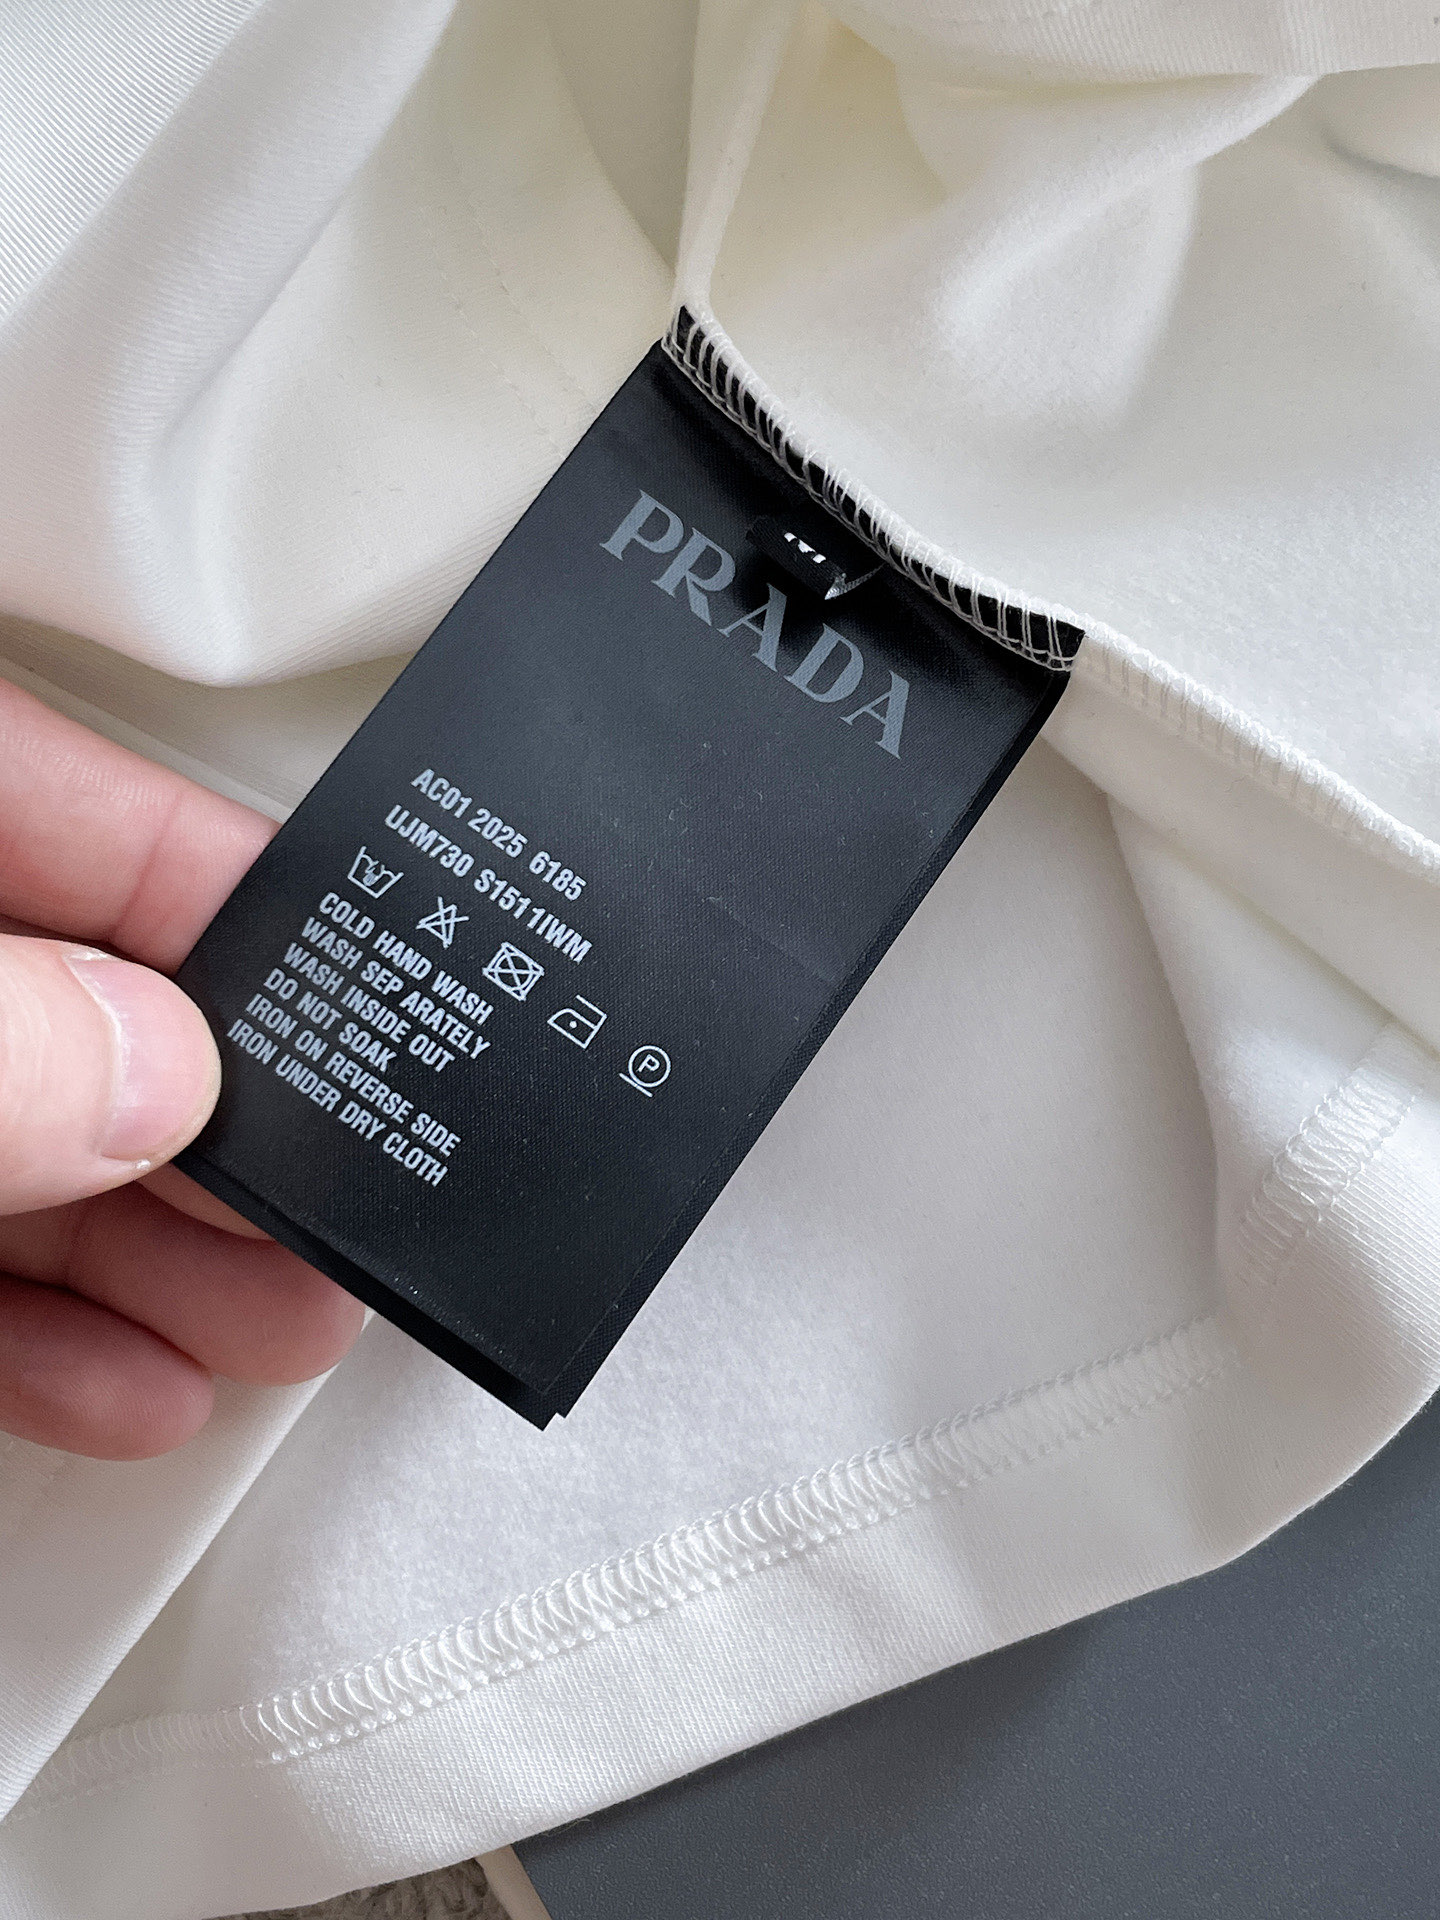 M
PRADA
AC01 2025 6185
UJM730 S1511IWM
P
COLD HAND WASH
WASH SEP ARATELY
WASH INSIDE OUT
DO NOT SOAK
IRON ON REVERSE SIDE
IRON UNDER DRY CLOTH